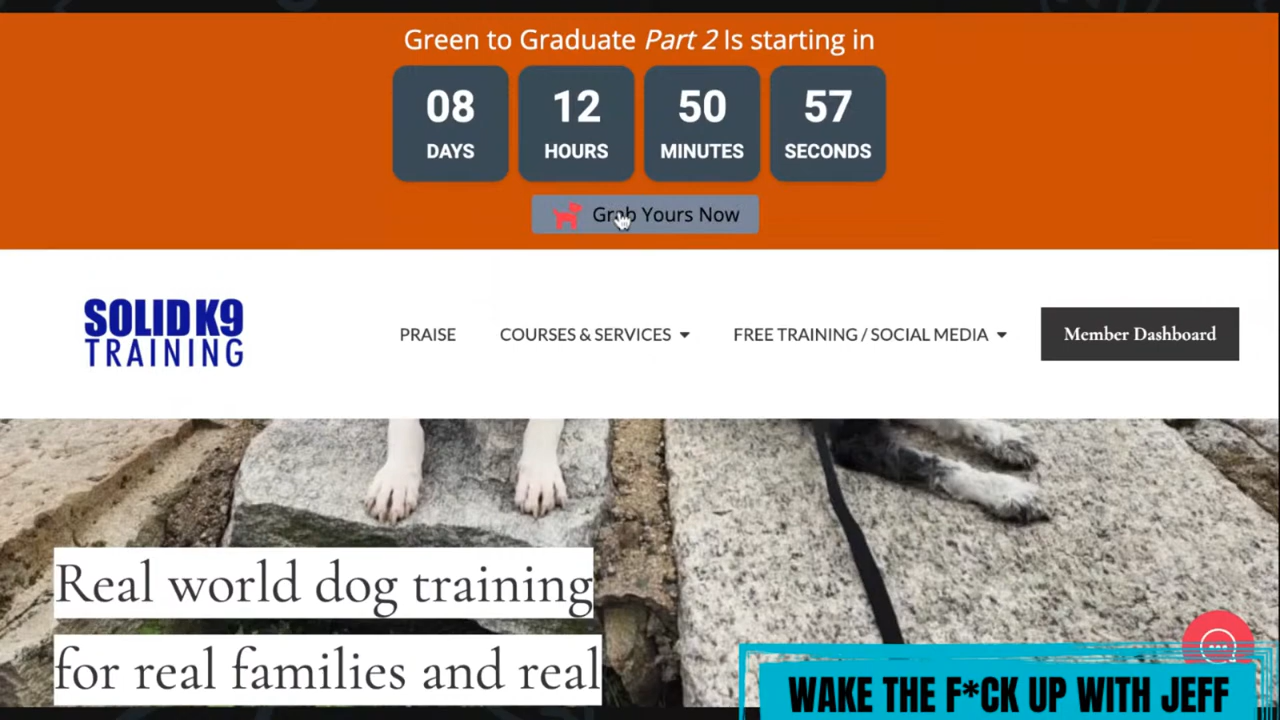 Green to Graduate Part 2 Is starting in
08 12 50 57
DAYS HOURS MINUTES SECONDS
Grab Yours Now
SOLID K9
TRAINING
PRAISE COURSES & SERVICES FREE TRAINING / SOCIAL MEDIA Member Dashboard
Real world dog training
for real families and real
WAKE THE F*CK UP WITH JEFF